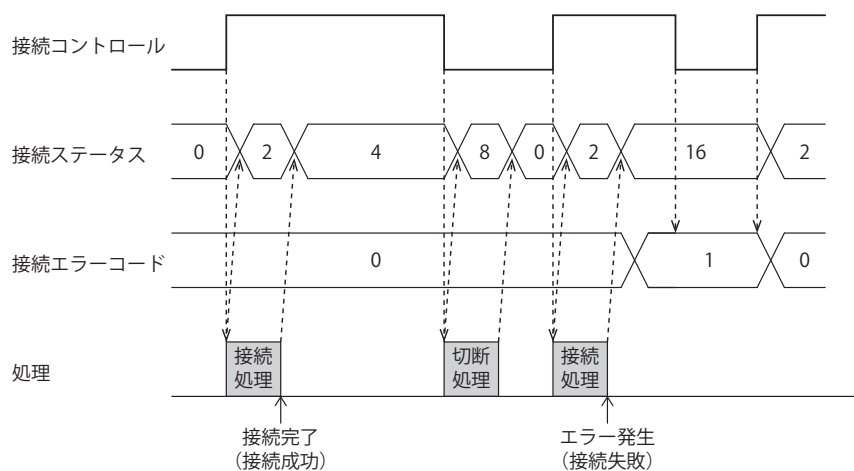 接続コントロール
接続ステータス
0 2 4 8 0 2 16 2
接続エラーコード
0 1 0
処理
接続
処理
切断
処理
接続
処理
接続完了
（接続成功）
エラー発生
（接続失敗）